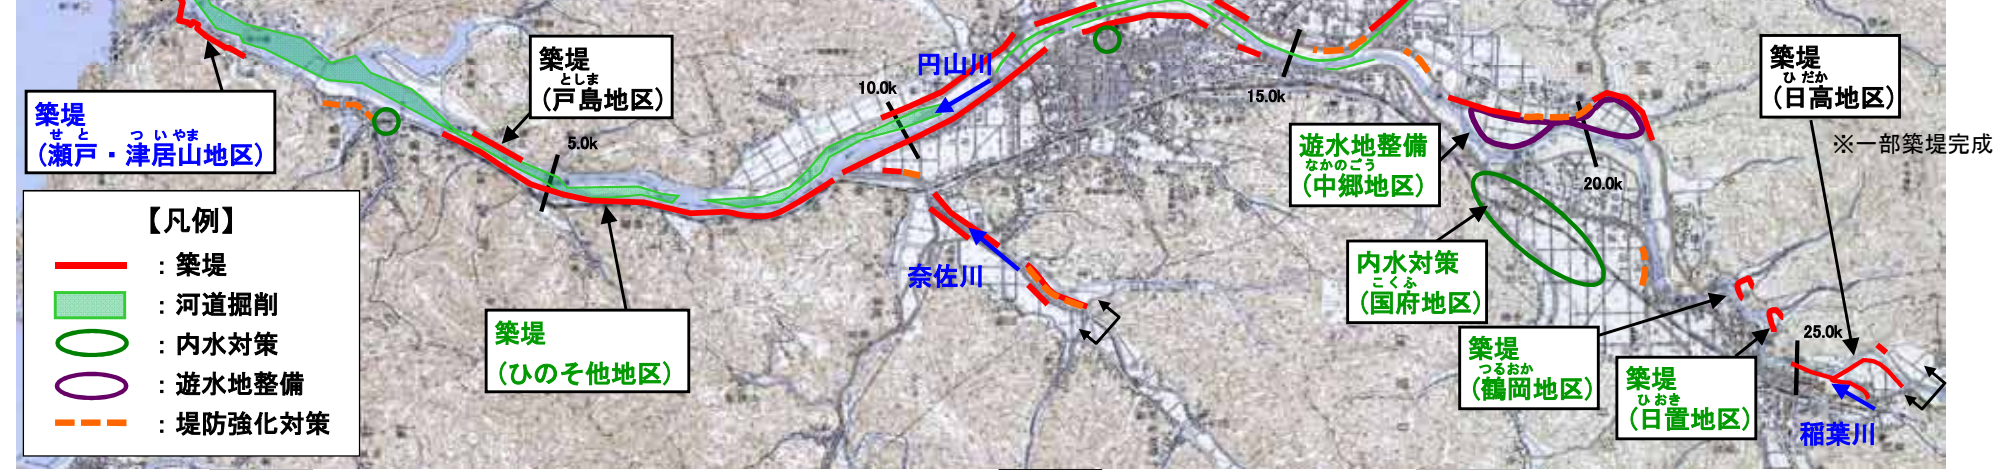 築堤
せと ついやま
（瀬戸・津居山地区）
築堤
としま
（戸島地区）
5.0k
10.0k
円山川
15.0k
築堤
ひだか
（日高地区）
※一部築堤完成
遊水地整備
なかのごう
（中郷地区）
20.0k
内水対策
こくふ
（国府地区）
奈佐川
築堤
（ひのそ他地区）
築堤
つるおか
（鶴岡地区）
築堤
ひおき
（日置地区）
25.0k
稲葉川
【凡例】
：築堤
：河道掘削
：内水対策
：遊水地整備
：堤防強化対策